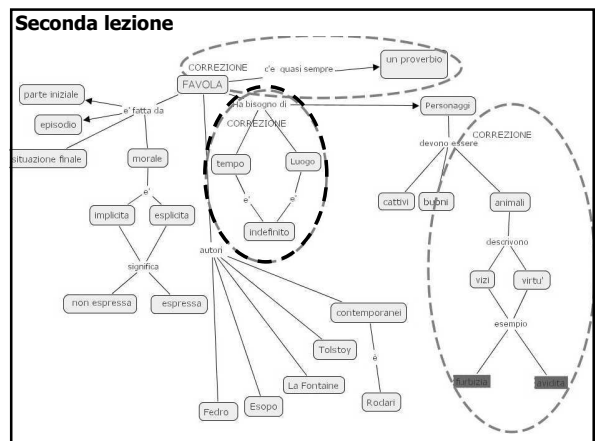 Seconda lezione
CORREZIONE
c'e' quasi sempre
un proverbio
FAVOLA
parte iniziale
e' fatta da
episodio
situazione finale
morale
e'
implicita
esplicita
significa
non espressa
espressa
Ha bisogno di
CORREZIONE
tempo
Luogo
e'
e'
indefinito
Personaggi
devono essere
CORREZIONE
cattivi
buoni
animali
descrivono
vizi
virtu'
esempio
furbizia
avidita
autori
contemporanei
è
Rodari
Tolstoy
La Fontaine
Esopo
Fedro